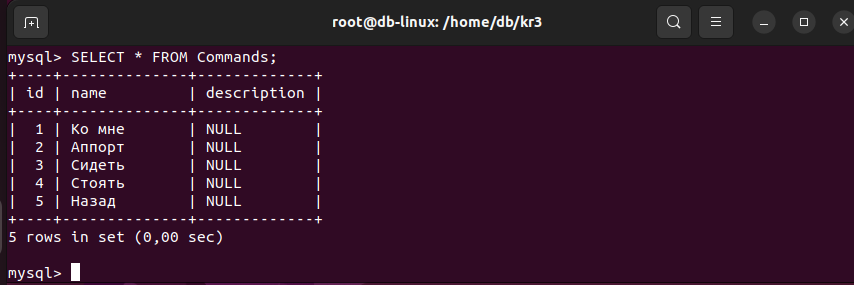 root@db-linux: /home/db/kr3
mysql> SELECT * FROM Commands;
+----+--------------+-------------+
| id | name         | description |
+----+--------------+-------------+
|  1 | Ко мне       | NULL        |
|  2 | Аппорт       | NULL        |
|  3 | Сидеть       | NULL        |
|  4 | Стоять       | NULL        |
|  5 | Назад        | NULL        |
+----+--------------+-------------+
5 rows in set (0,00 sec)
mysql>